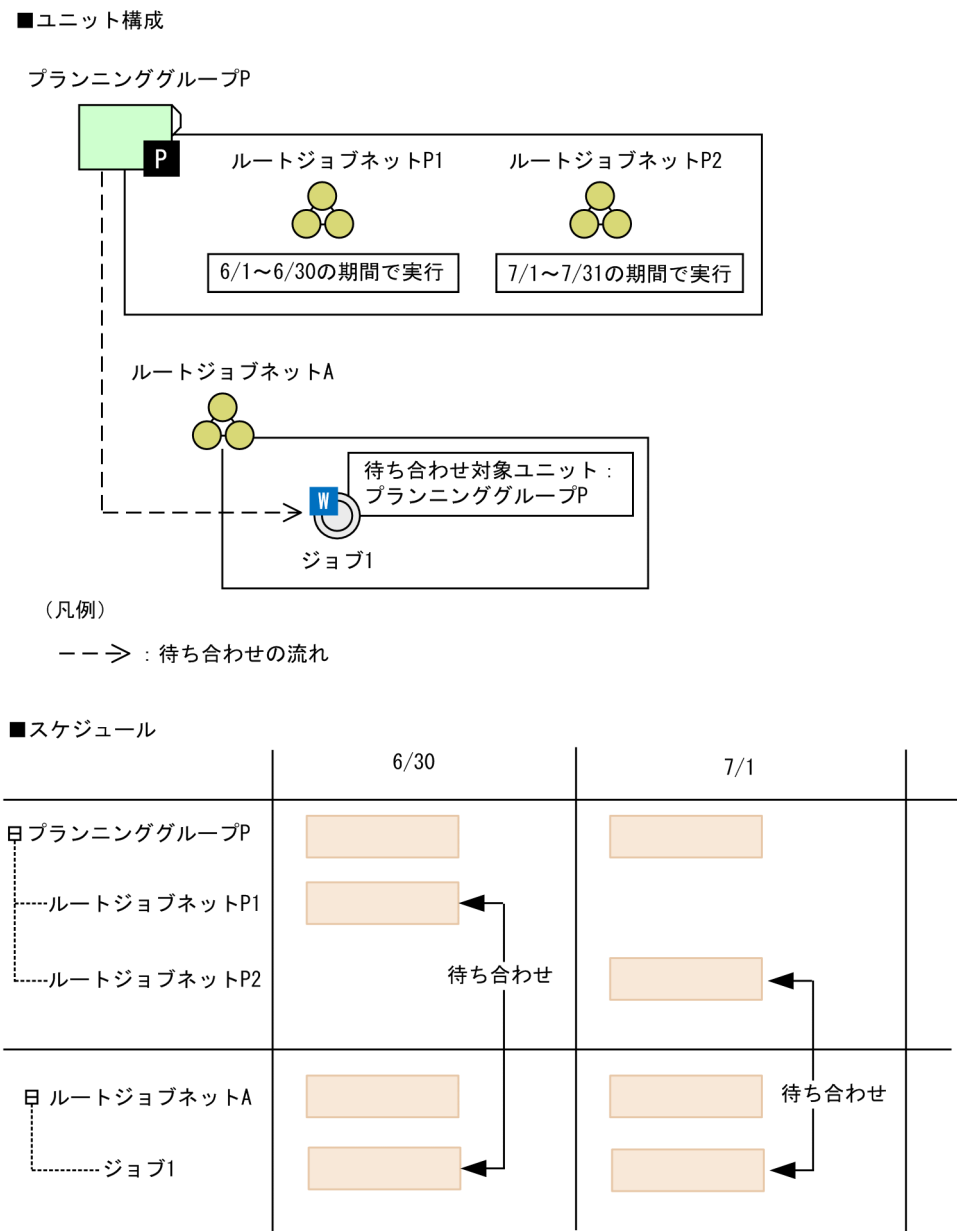 ■ユニット構成
プランニンググループP
P
ルートジョブネットP1
ルートジョブネットP2
6/1～6/30の期間で実行
7/1～7/31の期間で実行
ルートジョブネットA
待ち合わせ対象ユニット：
プランニンググループP
W
ジョブ1
（凡例）
：待ち合わせの流れ
■スケジュール
6/30
7/1
プランニンググループP
ルートジョブネットP1
ルートジョブネットP2
待ち合わせ
ルートジョブネットA
待ち合わせ
ジョブ1